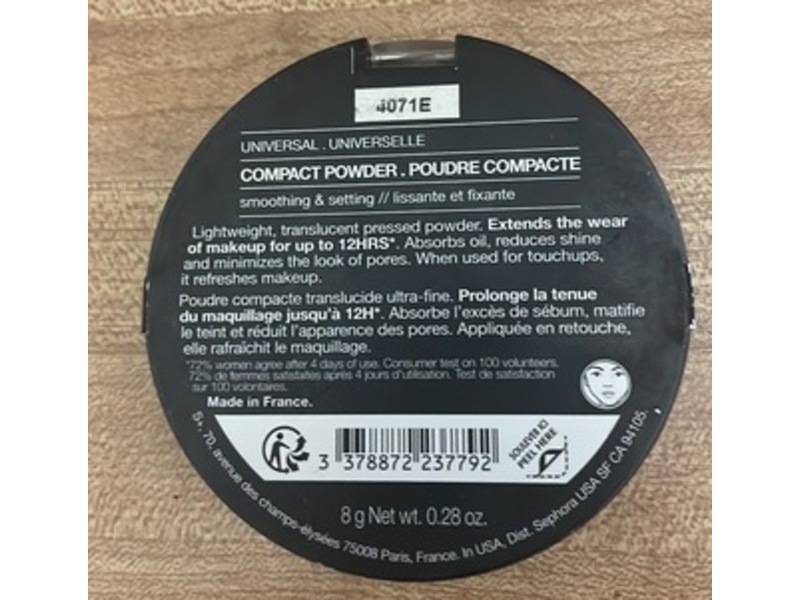 4071E
UNIVERSAL . UNIVERSELLE
COMPACT POWDER . POUDRE COMPACTE
smoothing & setting // lissante et fixante
Lightweight, translucent pressed powder. Extends the wear
of makeup for up to 12HRS*. Absorbs oil, reduces shine
and minimizes the look of pores. When used for touchups,
it refreshes makeup.
Poudre compacte translucide ultra-fine. Prolonge la tenue
du maquillage jusqu'à 12H*. Absorbe l'excès de sébum, matifie
le teint et réduit l'apparence des pores. Appliquée en retouche,
elle rafraîchit le maquillage.
*72% women agree after 4 days of use. Consumer test on 100 volunteers.
72% de femmes satisfaites après 4 jours d'utilisation. Test de satisfaction
sur 100 volontaires.
Made in France.
SOULEVER ICI
PEEL HERE
3 378872 237792
8 g Net wt. 0.28 oz.
S+, 70, avenue des champs-élysées 75008 Paris, France. In USA, Dist. Sephora USA SF CA 94105.